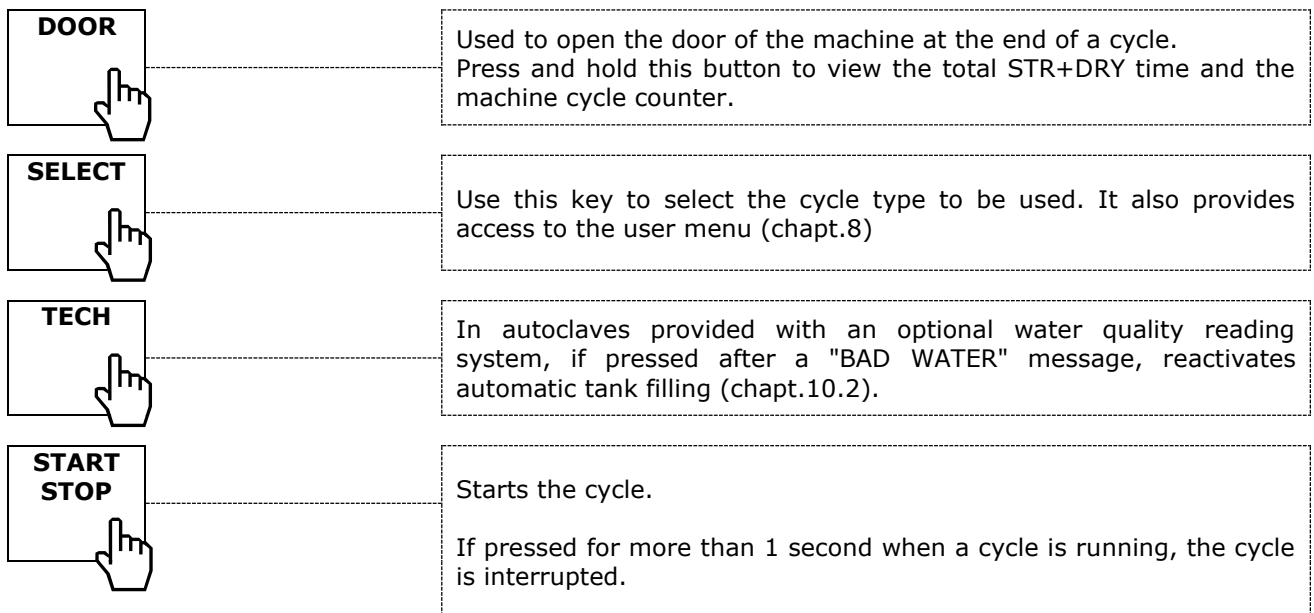 DOOR
Used to open the door of the machine at the end of a cycle.
Press and hold this button to view the total STR+DRY time and the
machine cycle counter.
SELECT
Use this key to select the cycle type to be used. It also provides
access to the user menu (chapt.8)
TECH
In autoclaves provided with an optional water quality reading
system, if pressed after a "BAD WATER" message, reactivates
automatic tank filling (chapt.10.2).
START
STOP
Starts the cycle.
If pressed for more than 1 second when a cycle is running, the cycle
is interrupted.